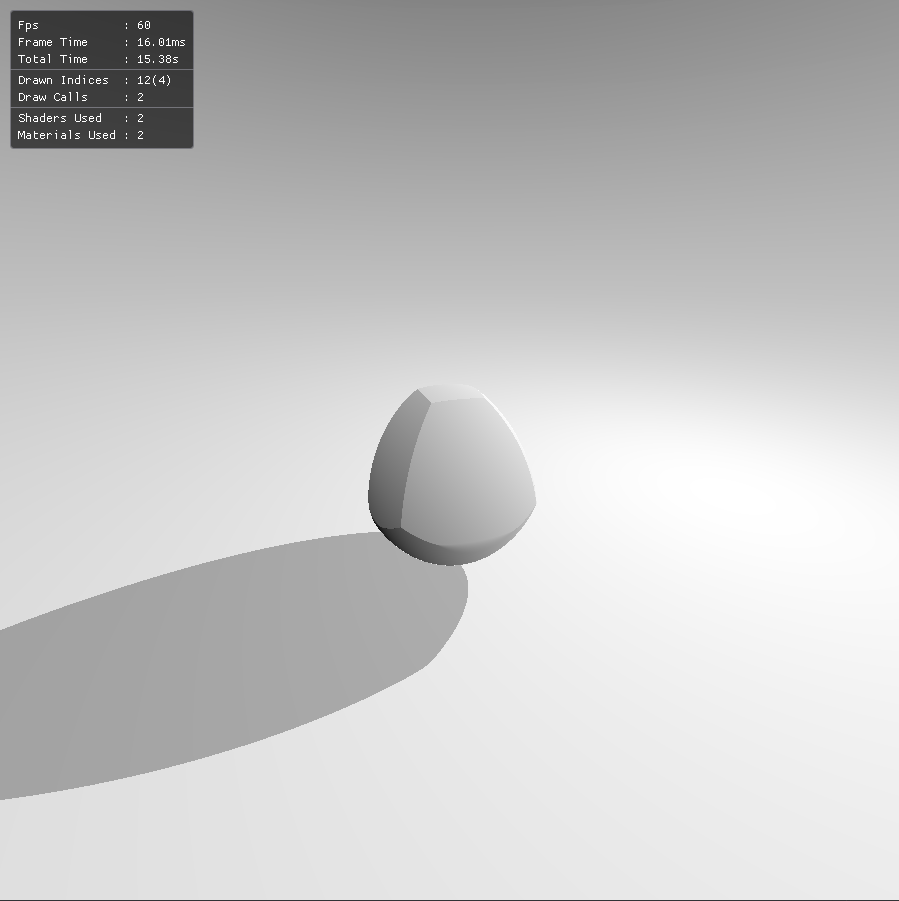 Fps : 60
Frame Time : 16.01ms
Total Time : 15.38s
Drawn Indices : 12(4)
Draw Calls : 2
Shaders Used : 2
Materials Used : 2